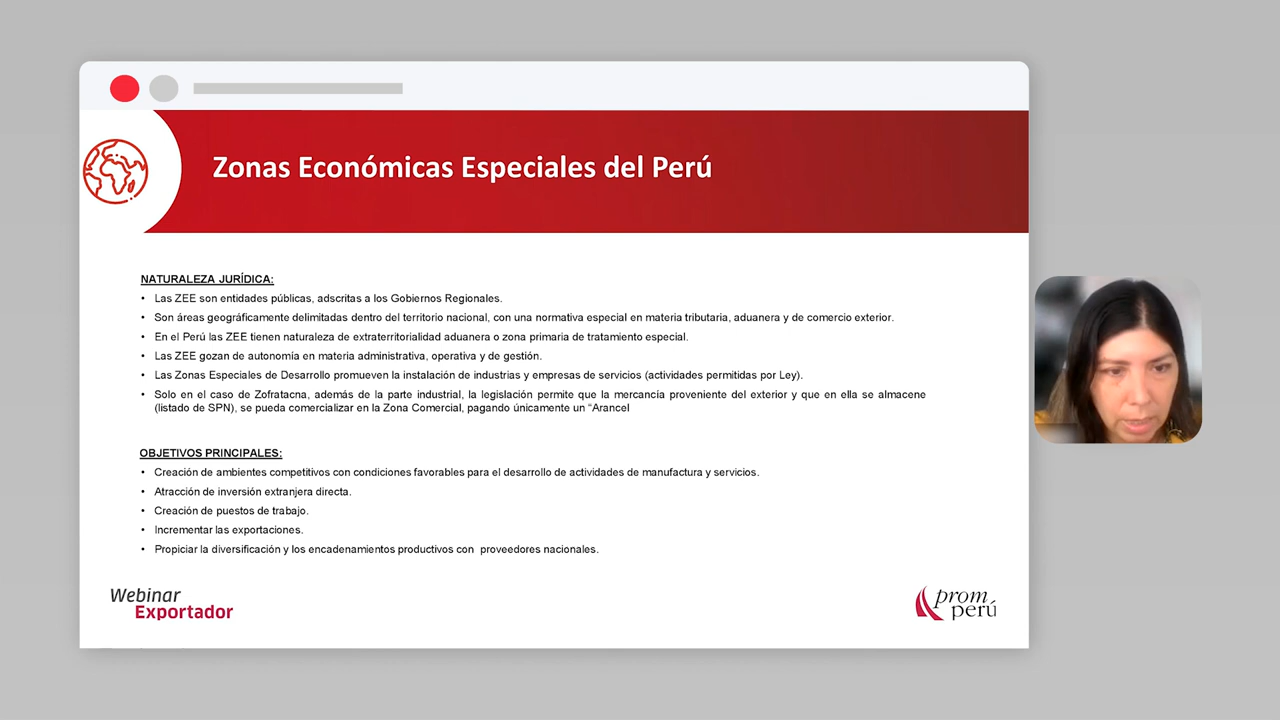 Zonas Económicas Especiales del Perú
NATURALEZA JURÍDICA:
• Las ZEE son entidades públicas, adscritas a los Gobiernos Regionales.
• Son áreas geográficamente delimitadas dentro del territorio nacional, con una normativa especial en materia tributaria, aduanera y de comercio exterior.
• En el Perú las ZEE tienen naturaleza de extraterritorialidad aduanera o zona primaria de tratamiento especial.
• Las ZEE gozan de autonomía en materia administrativa, operativa y de gestión.
• Las Zonas Especiales de Desarrollo promueven la instalación de industrias y empresas de servicios (actividades permitidas por Ley).
• Solo en el caso de Zofratacna, además de la parte industrial, la legislación permite que la mercancía proveniente del exterior y que en ella se almacene
(listado de SPN), se pueda comercializar en la Zona Comercial, pagando únicamente un “Arancel
OBJETIVOS PRINCIPALES:
• Creación de ambientes competitivos con condiciones favorables para el desarrollo de actividades de manufactura y servicios.
• Atracción de inversión extranjera directa.
• Creación de puestos de trabajo.
• Incrementar las exportaciones.
• Propiciar la diversificación y los encadenamientos productivos con proveedores nacionales.
Webinar
Exportador
prom
perú